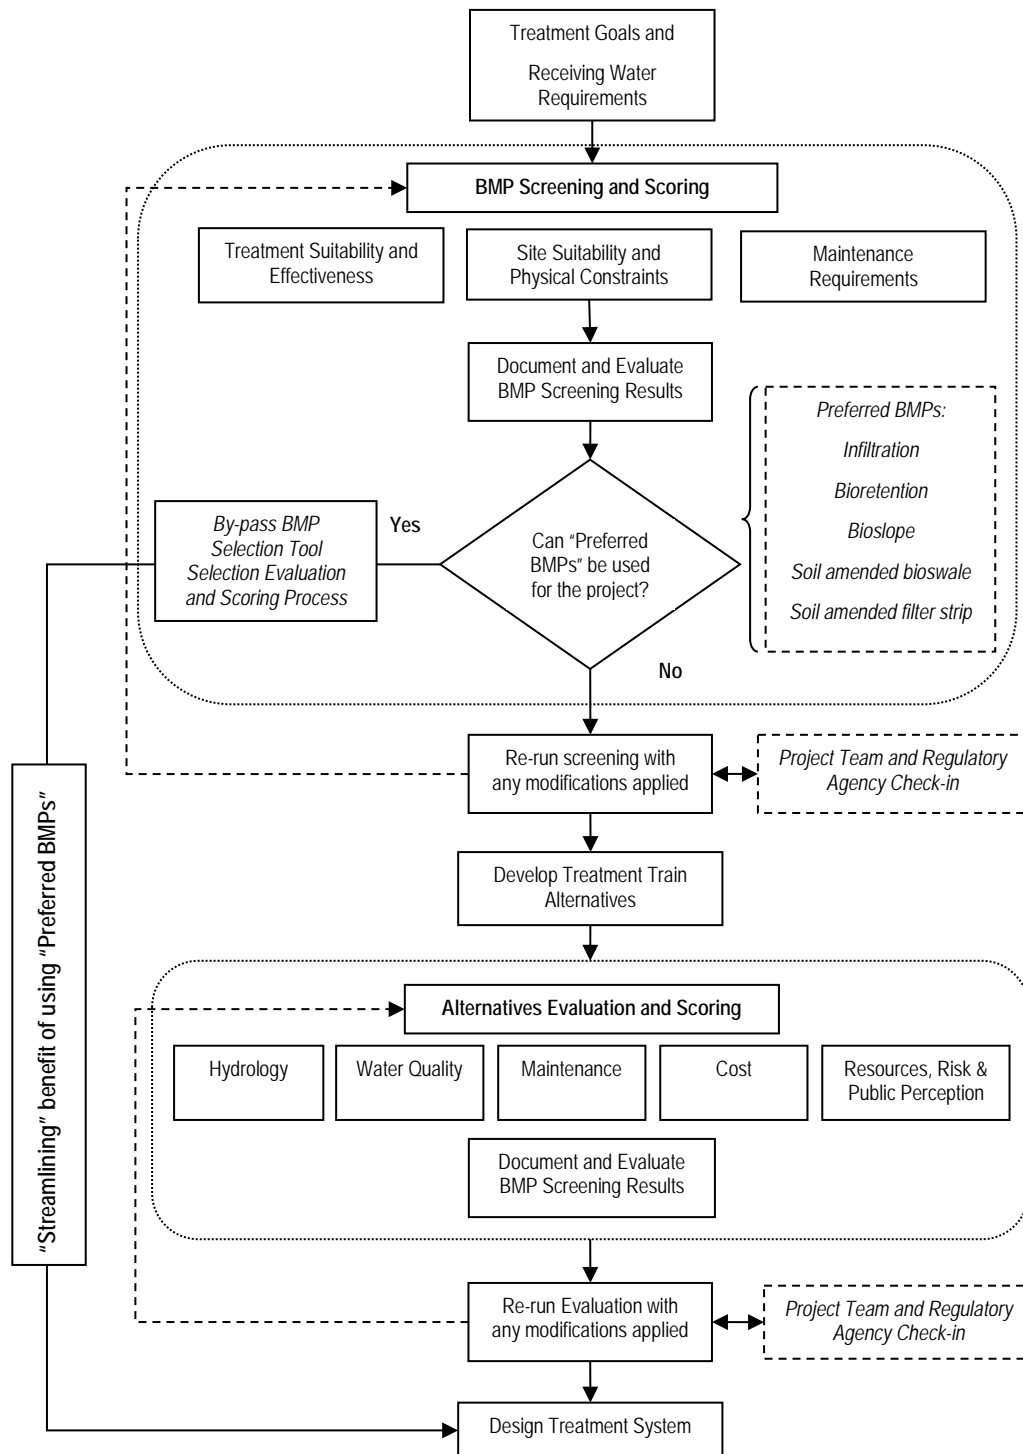 Treatment Goals and
Receiving Water
Requirements
BMP Screening and Scoring
Treatment Suitability and
Effectiveness
Site Suitability and
Physical Constraints
Maintenance
Requirements
Document and Evaluate
BMP Screening Results
Preferred BMPs:
Infiltration
Bioretention
Bioslope
Soil amended bioswale
Soil amended filter strip
Can “Preferred
BMPs” be used
for the project?
Yes
By-pass BMP
Selection Tool
Selection Evaluation
and Scoring Process
No
Re-run screening with
any modifications applied
Project Team and Regulatory
Agency Check-in
“Streamlining” benefit of using “Preferred BMPs”
Develop Treatment Train
Alternatives
Alternatives Evaluation and Scoring
Hydrology
Water Quality
Maintenance
Cost
Resources, Risk &
Public Perception
Document and Evaluate
BMP Screening Results
Re-run Evaluation with
any modifications applied
Project Team and Regulatory
Agency Check-in
Design Treatment System